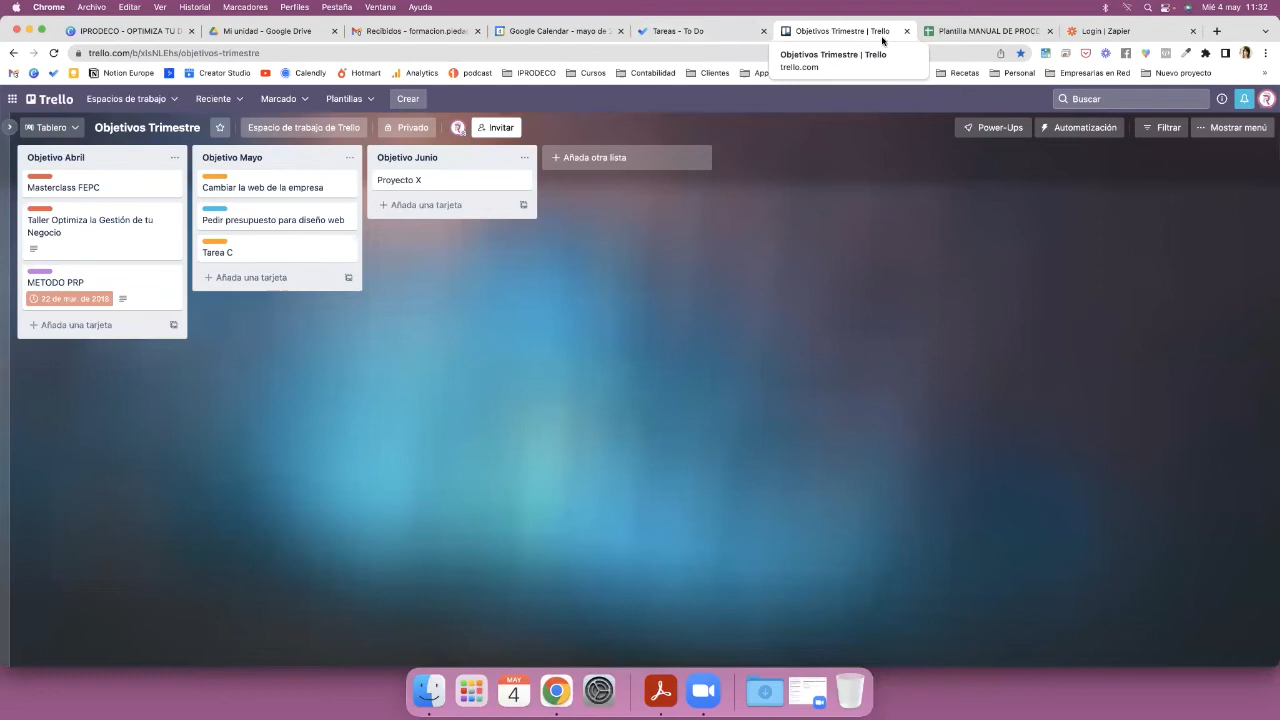 Chrome Archivo Editar Ver Historial Marcadores Perfiles Pestaña Ventana Ayuda Mié 4 may 11:32
IPRODECO - OPTIMIZA TU D Mi unidad - Google Drive Recibidos - formacion.pieda Google Calendar - mayo de 2 Tareas - To Do Objetivos Trimestre | Trello Plantilla MANUAL DE PROCE Login | Zapier
trello.com/b/xlsNLEhs/objetivos-trimestre
Objetivos Trimestre | Trello
trello.com
Notion Europe Creator Studio Calendly Hotmart Analytics podcast IPRODECO Cursos Contabilidad Clientes App Recetas Personal Empresarias en Red Nuevo proyecto
Trello Espacios de trabajo Reciente Marcado Plantillas Crear Buscar
Tablero Objetivos Trimestre Espacio de trabajo de Trello Privado Invitar Power-Ups Automatización Filtrar Mostrar menú
Objetivo Abril
Masterclass FEPC
Taller Optimiza la Gestión de tu
Negocio
METODO PRP
22 de mar. de 2018
Añada una tarjeta
Objetivo Mayo
Cambiar la web de la empresa
Pedir presupuesto para diseño web
Tarea C
Añada una tarjeta
Objetivo Junio
Proyecto X
Añada una tarjeta
Añada otra lista
MAY
4